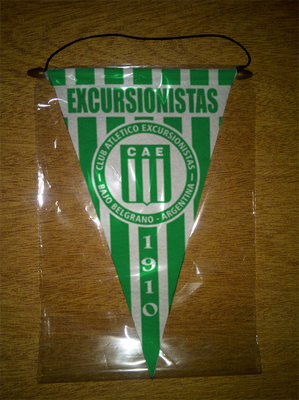 EXCURSIONISTAS
CLUB ATLETICO EXCURSIONISTAS
CAE
BAJO BELGRANO - ARGENTINA
1910